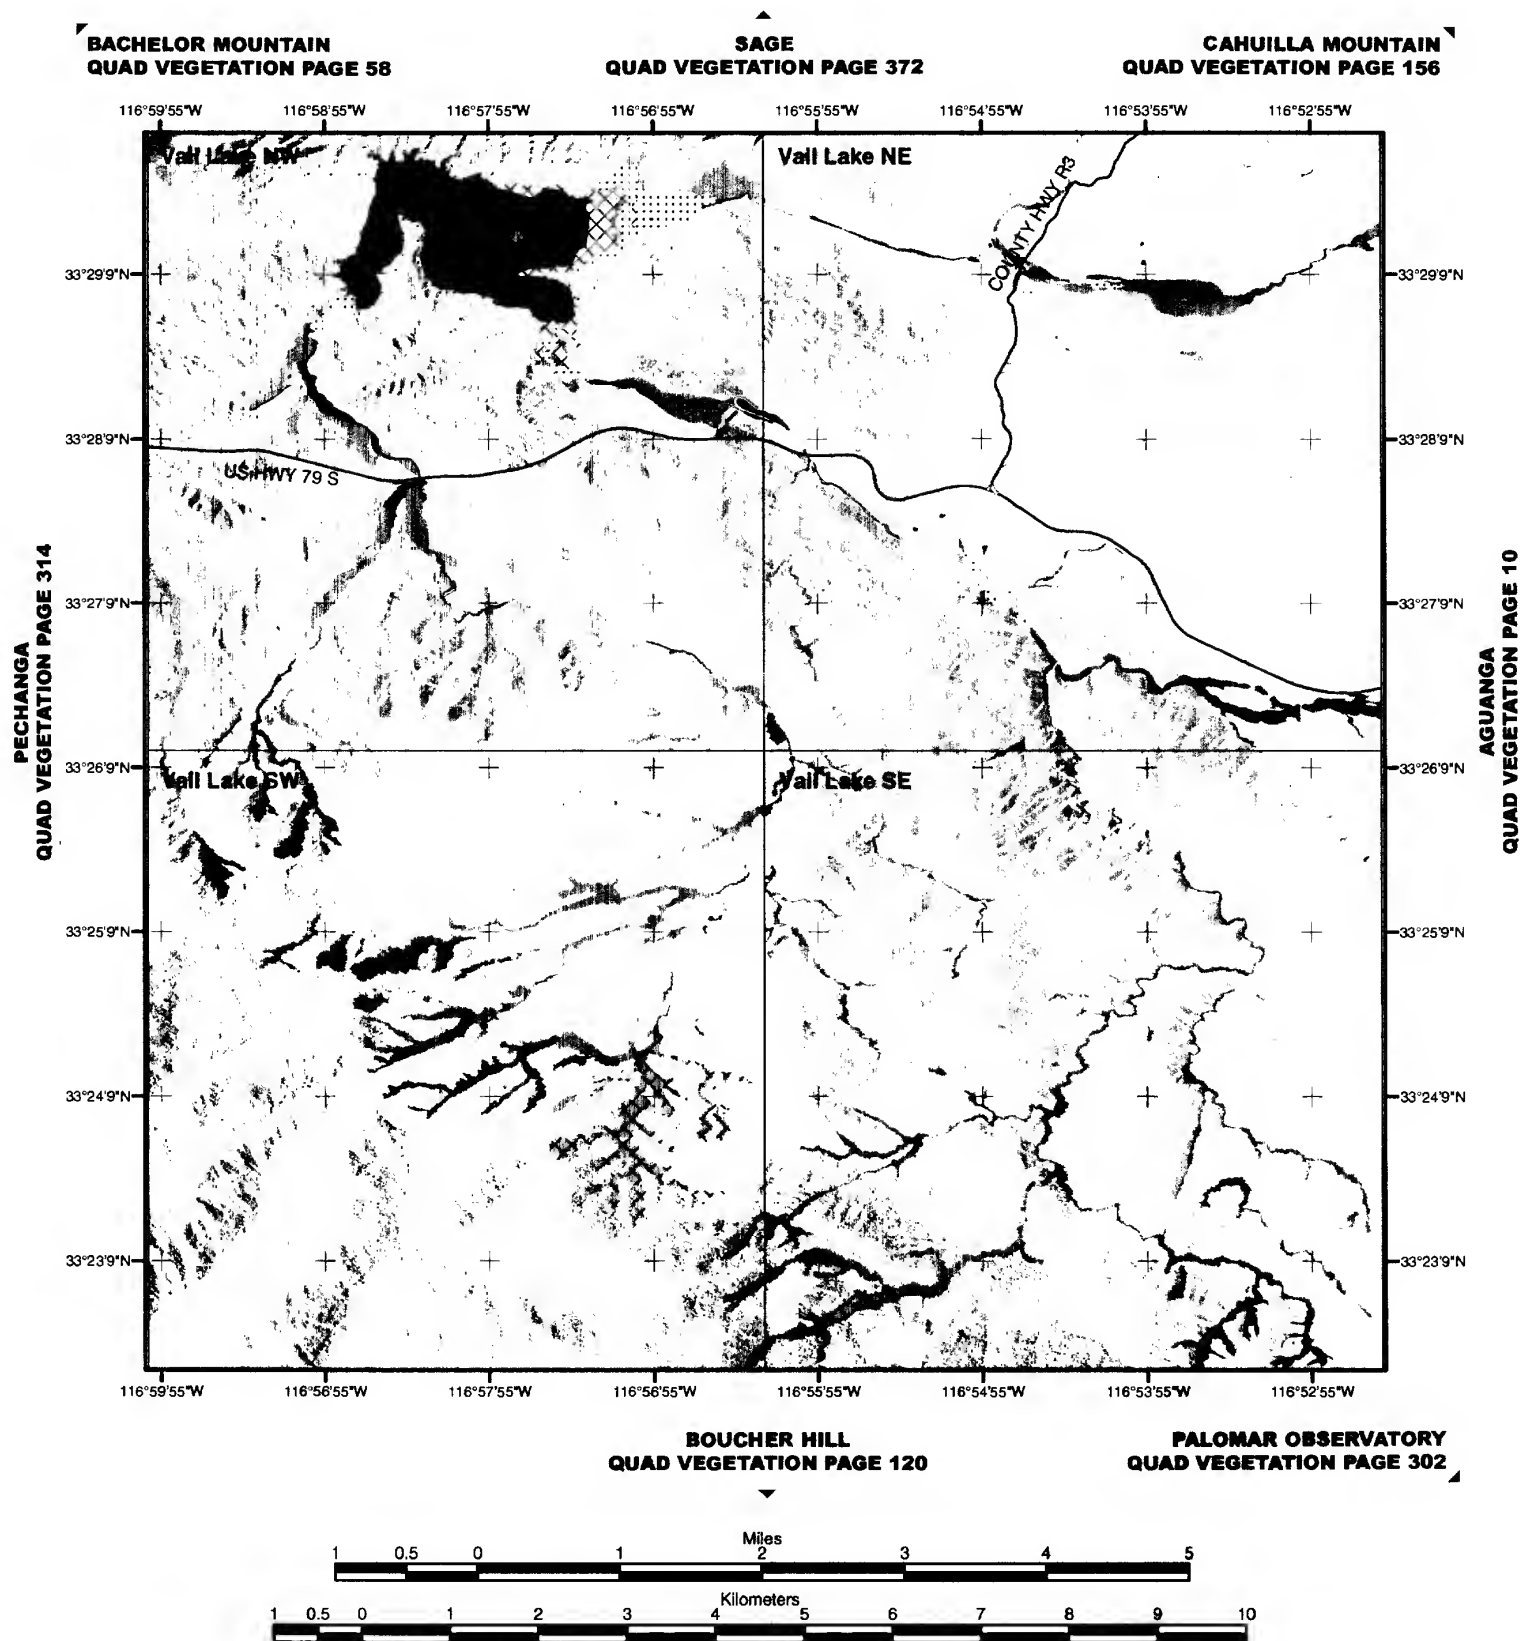 BACHELOR MOUNTAIN
QUAD VEGETATION PAGE 58
SAGE
QUAD VEGETATION PAGE 372
CAHUILLA MOUNTAIN
QUAD VEGETATION PAGE 156
116°59'55"W 116°58'55"W 116°57'55"W 116°56'55"W 116°55'55"W 116°54'55"W 116°53'55"W 116°52'55"W
Vail Lake NW
Vail Lake NE
COUNTY HWY R3
33°29'9"N 33°29'9"N
33°28'9"N 33°28'9"N
US HWY 79 S
PECHANGA
QUAD VEGETATION PAGE 314
AGUANGA
QUAD VEGETATION PAGE 10
33°27'9"N 33°27'9"N
33°26'9"N 33°26'9"N
Vail Lake SW
Vail Lake SE
33°25'9"N 33°25'9"N
33°24'9"N 33°24'9"N
33°23'9"N 33°23'9"N
116°59'55"W 116°58'55"W 116°57'55"W 116°56'55"W 116°55'55"W 116°54'55"W 116°53'55"W 116°52'55"W
BOUCHER HILL
QUAD VEGETATION PAGE 120
PALOMAR OBSERVATORY
QUAD VEGETATION PAGE 302
Miles
1 0.5 0 1 2 3 4 5
Kilometers
1 0.5 0 1 2 3 4 5 6 7 8 9 10